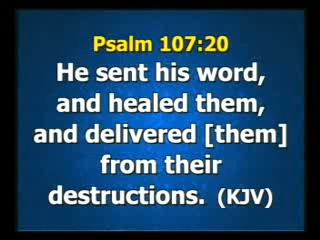 Psalm 107:20
He sent his word,
and healed them,
and delivered [them]
from their
destructions. (KJV)